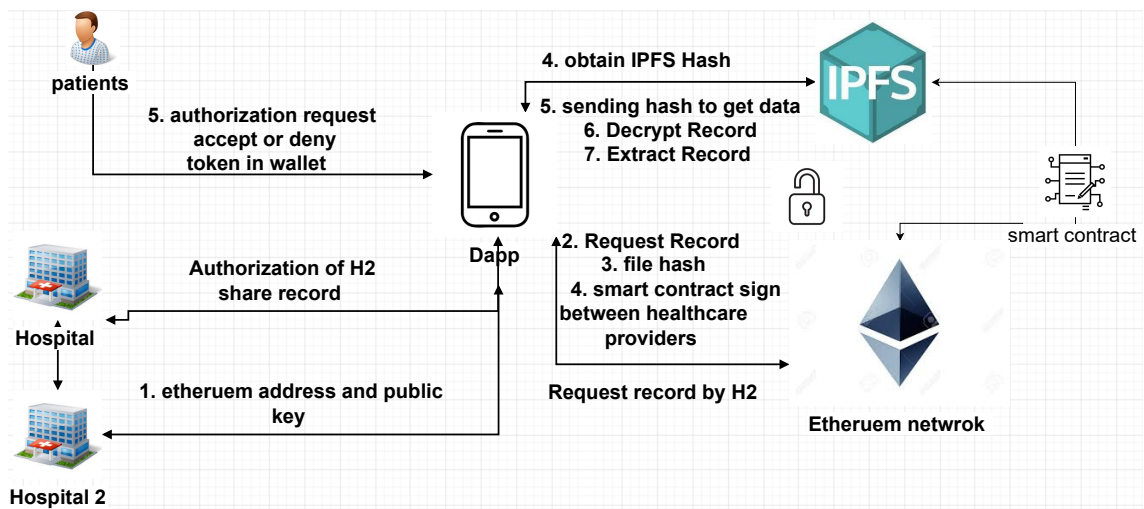 patients
5. authorization request
accept or deny
token in wallet
4. obtain IPFS Hash
5. sending hash to get data
6. Decrypt Record
7. Extract Record
IPFS
smart contract
Dapp
2. Request Record
3. file hash
4. smart contract sign
between healthcare
providers
Request record by H2
Etheruem netwrok
Authorization of H2
share record
Hospital
1. etheruem address and public
key
Hospital 2